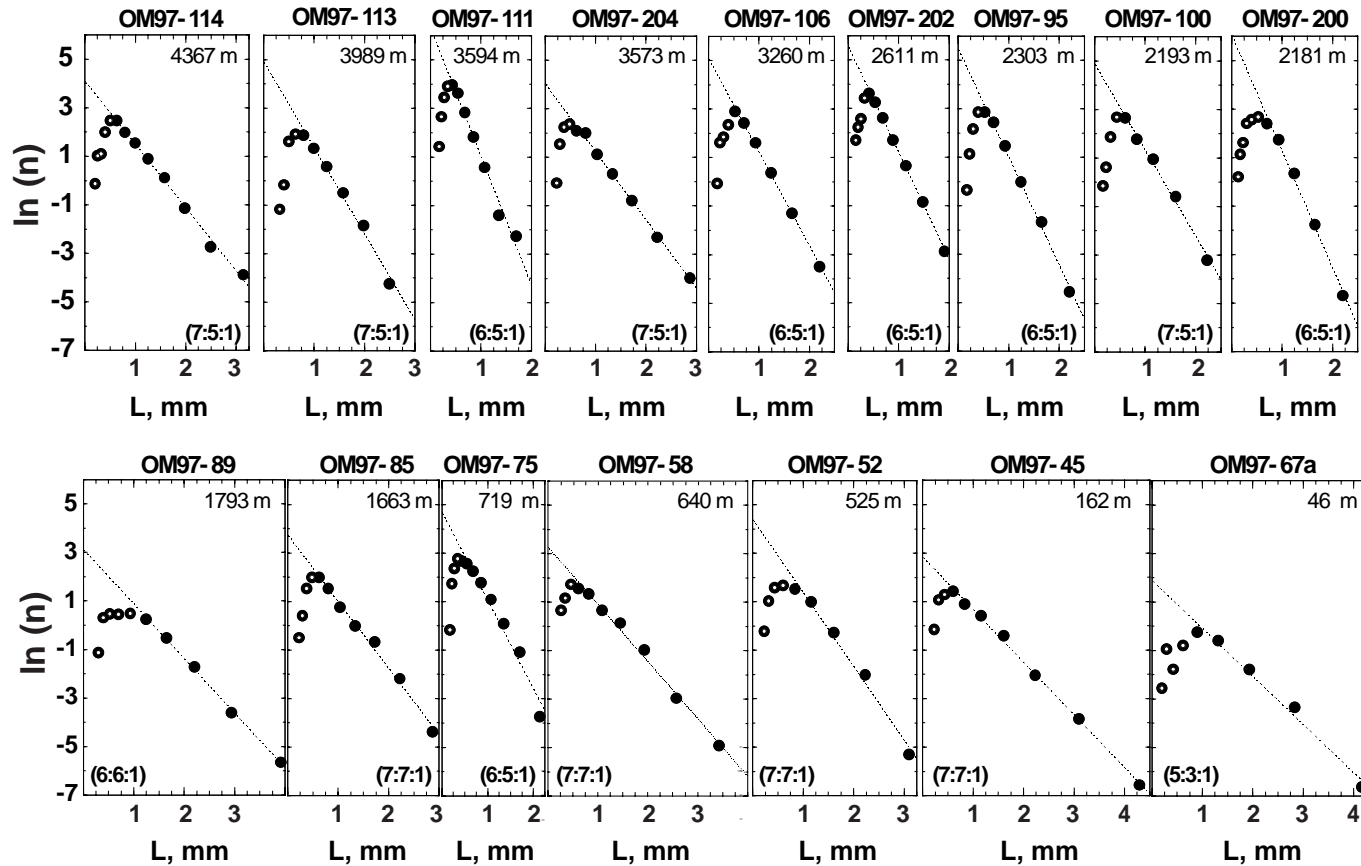 OM97-114 OM97-113 OM97-111 OM97-204 OM97-106 OM97-202 OM97-95 OM97-100 OM97-200
4367 m 3989 m 3594 m 3573 m 3260 m 2611 m 2303 m 2193 m 2181 m
5
3
1
-1
-3
-5
-7
ln (n)
(7:5:1) (7:5:1) (6:5:1) (7:5:1) (6:5:1) (6:5:1) (6:5:1) (7:5:1) (6:5:1)
1 2 3 1 2 1 2 1 2 1 2 1 1 2 1 2 1 2
L, mm L, mm L, mm L, mm L, mm L, mm L, mm L, mm L, mm
OM97-89 OM97-85 OM97-75 OM97-58 OM97-52 OM97-45 OM97-67a
1793 m 1663 m 719 m 640 m 525 m 162 m 46 m
5
3
1
-1
-3
-5
-7
ln (n)
(6:6:1) (7:7:1) (6:5:1) (7:7:1) (7:7:1) (7:7:1) (5:3:1)
1 2 3 1 2 3 1 2 1 2 3 1 2 3 1 2 3 4 1 2 3 4
L, mm L, mm L, mm L, mm L, mm L, mm L, mm